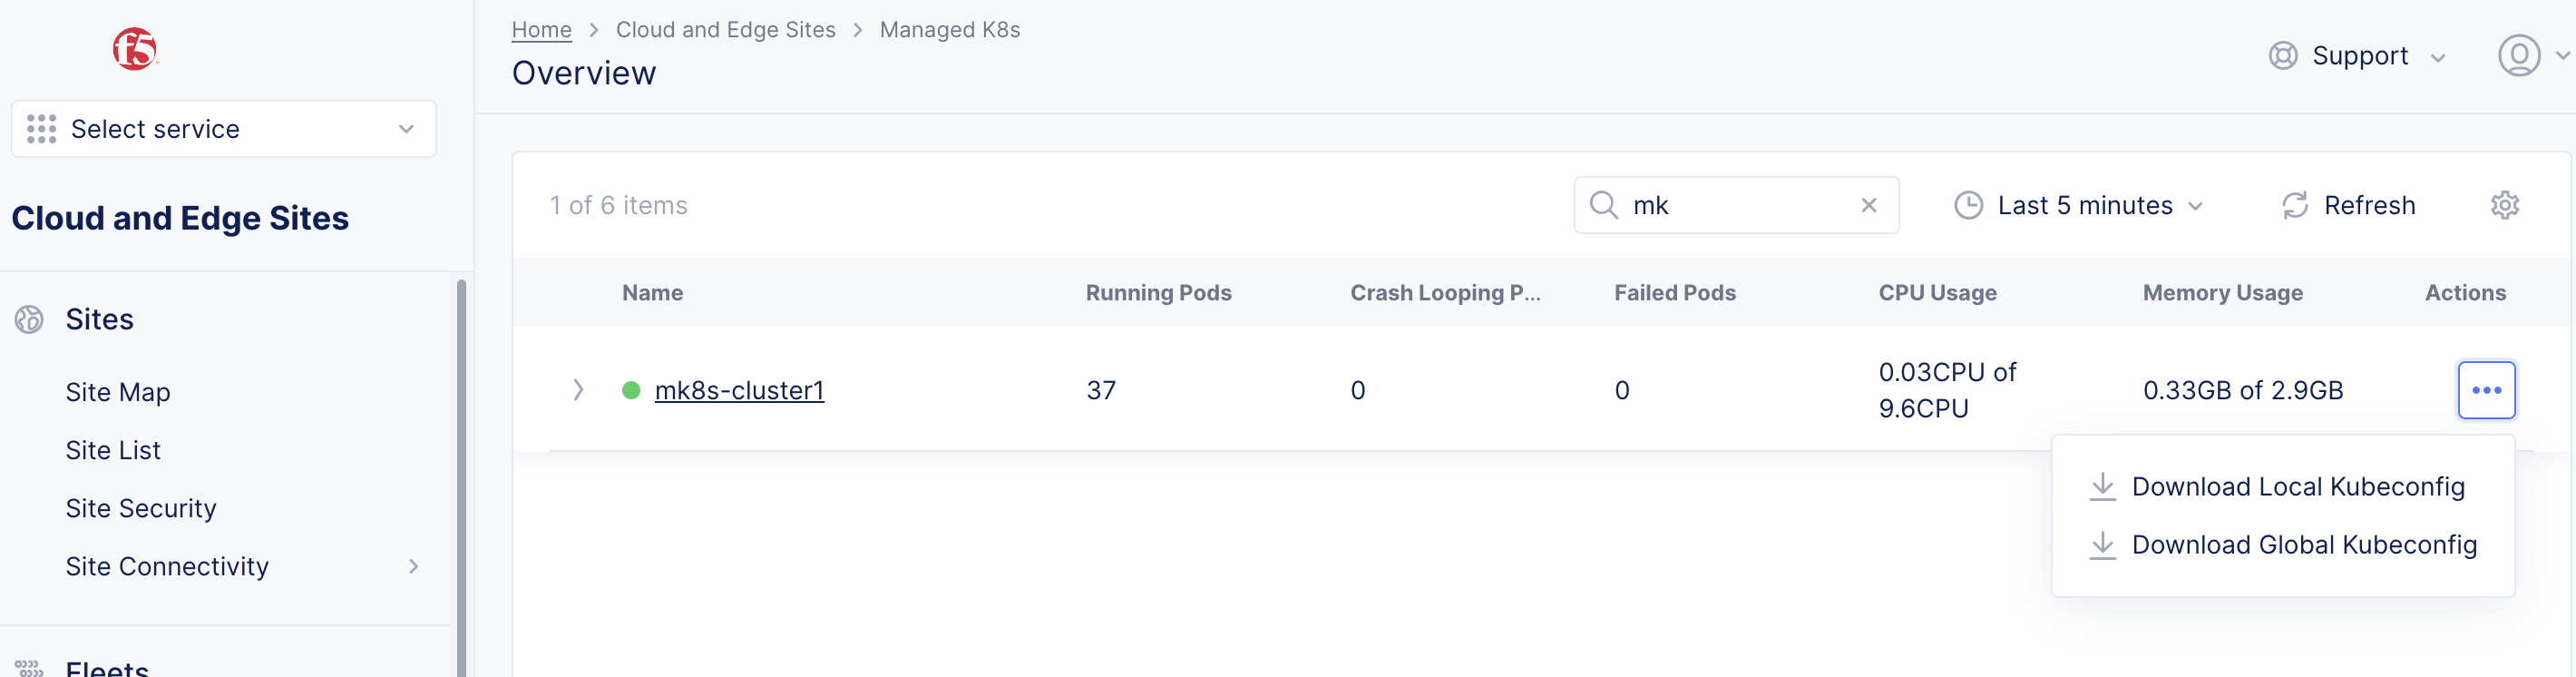 f5
Select service
Cloud and Edge Sites
Sites
Site Map
Site List
Site Security
Site Connectivity
Fleets
Home > Cloud and Edge Sites > Managed K8s
Overview
Support
1 of 6 items
mk
Last 5 minutes
Refresh
Name Running Pods Crash Looping P... Failed Pods CPU Usage Memory Usage Actions
mk8s-cluster1 37 0 0 0.03CPU of 9.6CPU 0.33GB of 2.9GB
Download Local Kubeconfig
Download Global Kubeconfig